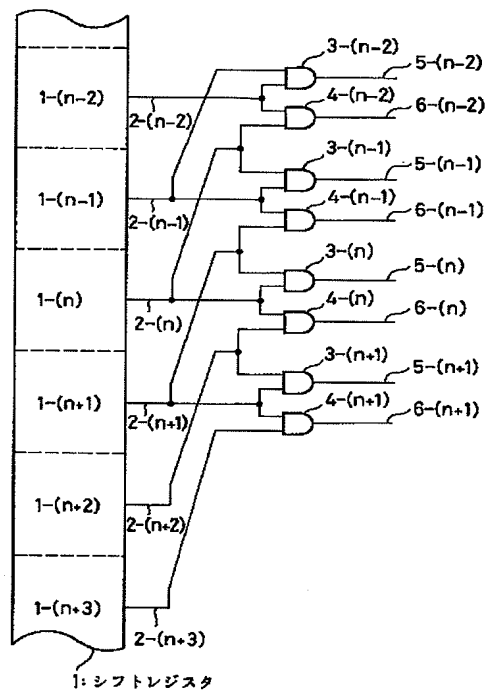 3-(n-2)
5-(n-2)
1-(n-2)
4-(n-2)
2-(n-2)
6-(n-2)
3-(n-1)
5-(n-1)
1-(n-1)
4-(n-1)
2-(n-1)
6-(n-1)
3-(n)
5-(n)
1-(n)
4-(n)
2-(n)
6-(n)
3-(n+1)
5-(n+1)
1-(n+1)
4-(n+1)
2-(n+1)
6-(n+1)
1-(n+2)
2-(n+2)
1-(n+3)
2-(n+3)
1: シフトレジスタ